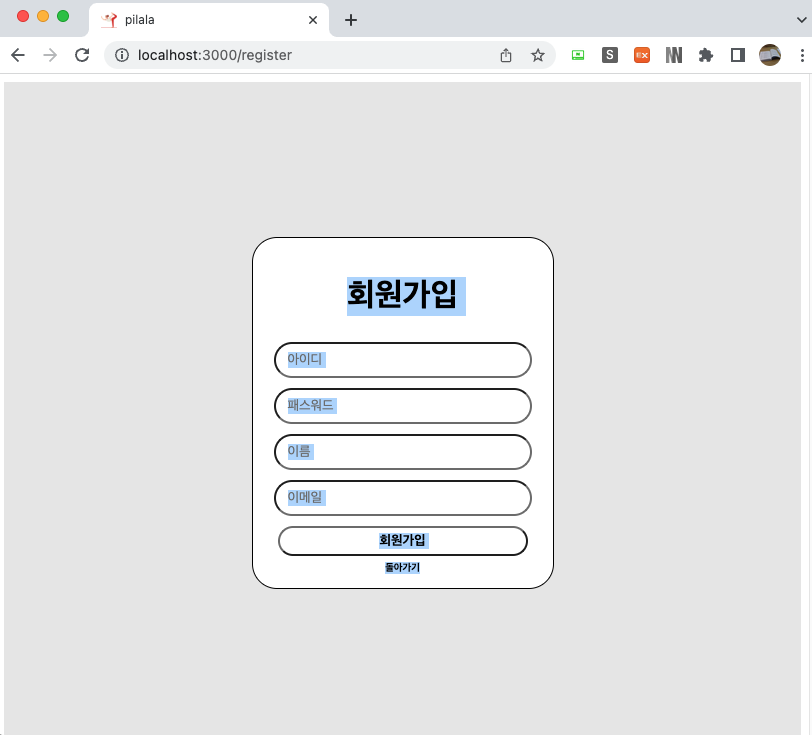 pilala
localhost:3000/register
S
EX
회원가입
아이디
패스워드
이름
이메일
회원가입
돌아가기